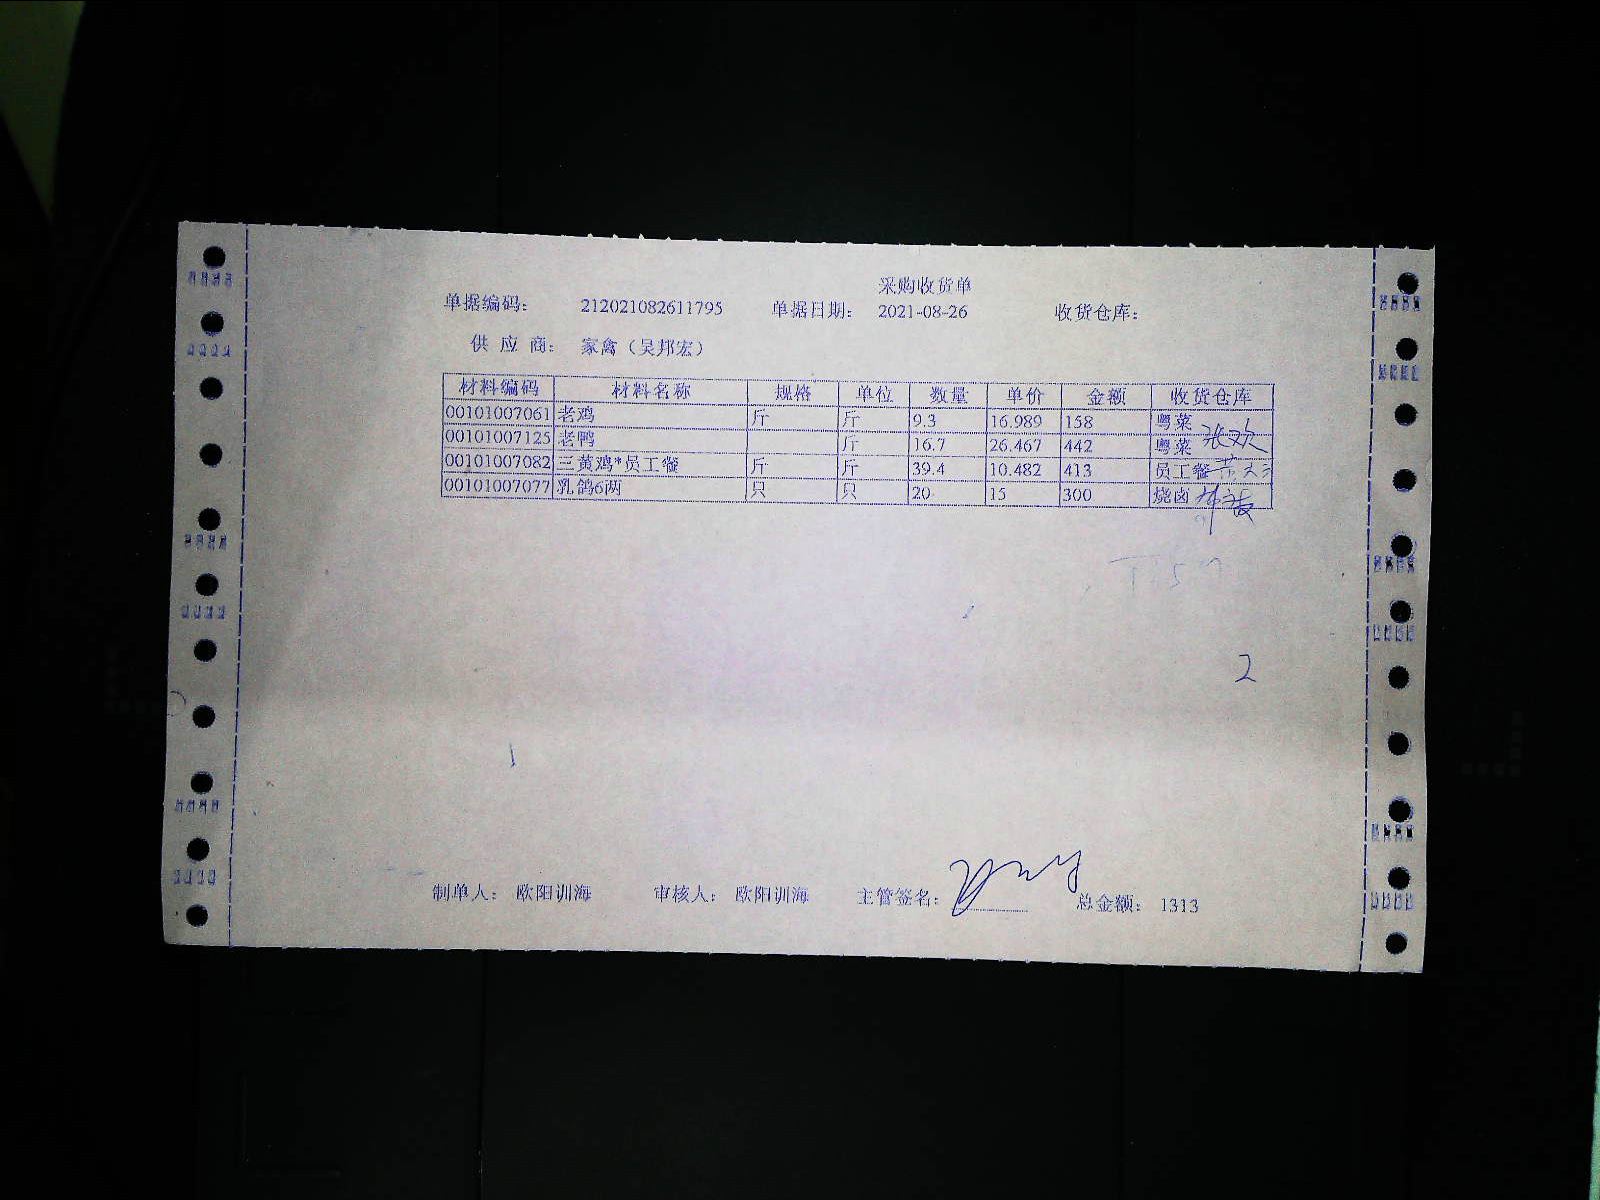 采购收货单
单据编码： 212021082611795 单据日期： 2021-08-26 收货仓库：
供 应 商： 家禽（吴邦宏）
材料编码 材料名称 规格 单位 数量 单价 金额 收货仓库
00101007061 老鸡 斤 斤 9.3 16.989 158 粤菜
00101007125 老鸭 斤 16.7 26.467 442 粤菜 张欢
00101007082 三黄鸡*员工餐 斤 斤 39.4 10.482 413 员工餐
00101007077 乳鸽6两 只 只 20 15 300 烧卤
2
制单人： 欧阳训海 审核人： 欧阳训海 主管签名： 总金额： 1313